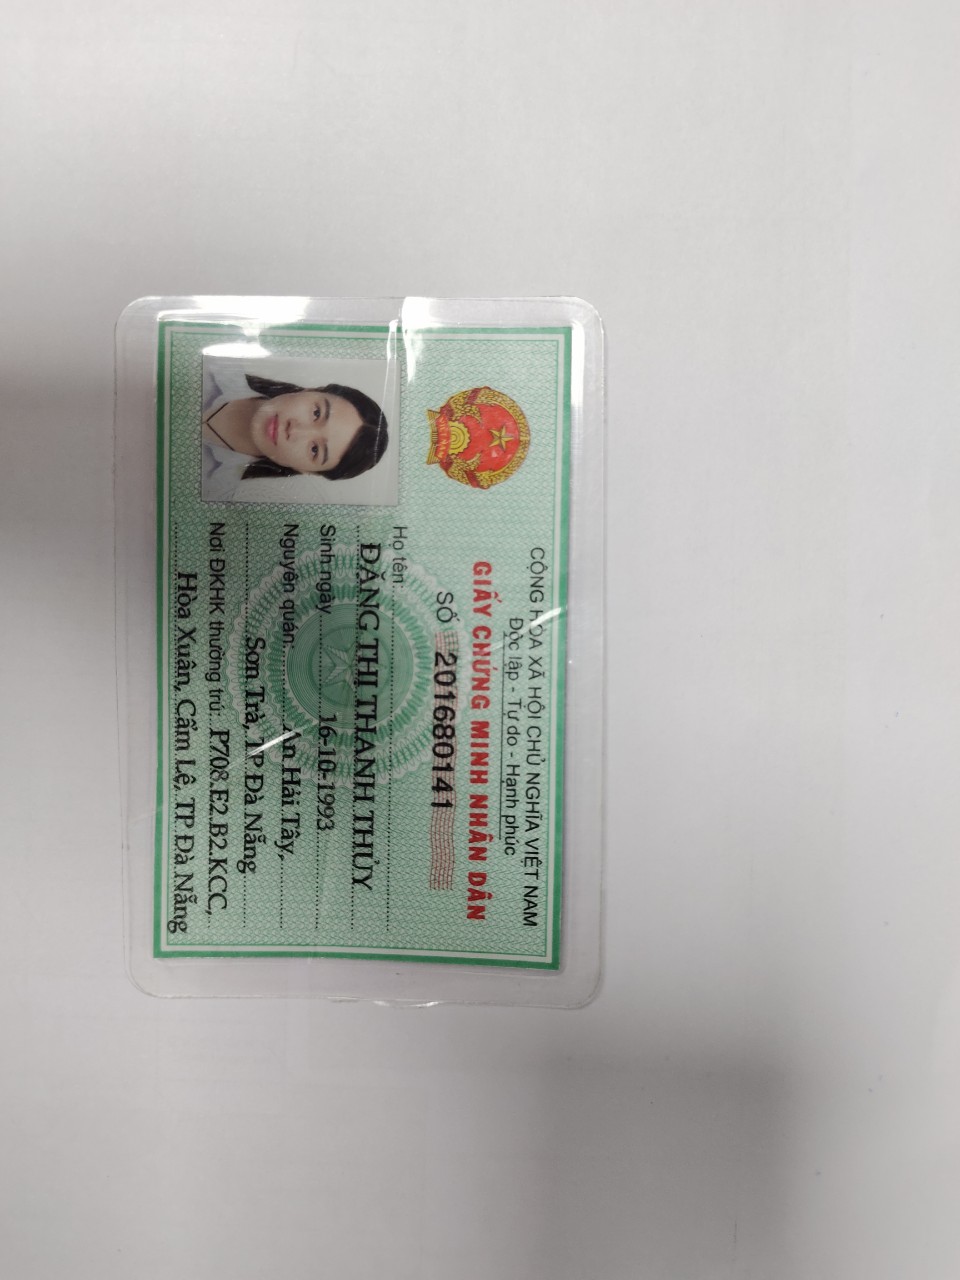 CỘNG HÒA XÃ HỘI CHỦ NGHĨA VIỆT NAM
Độc lập - Tự do - Hạnh phúc
GIẤY CHỨNG MINH NHÂN DÂN
SỐ 201680141
Họ tên:
ĐẶNG THỊ THANH THỦY
Sinh ngày 16-10-1993
Nguyên quán: An Hải Tây,
Sơn Trà, TP Đà Nẵng
Nơi ĐKHK thường trú: P708.E2.B2.KCC,
Hòa Xuân, Cẩm Lệ, TP Đà Nẵng
VIỆT NAM